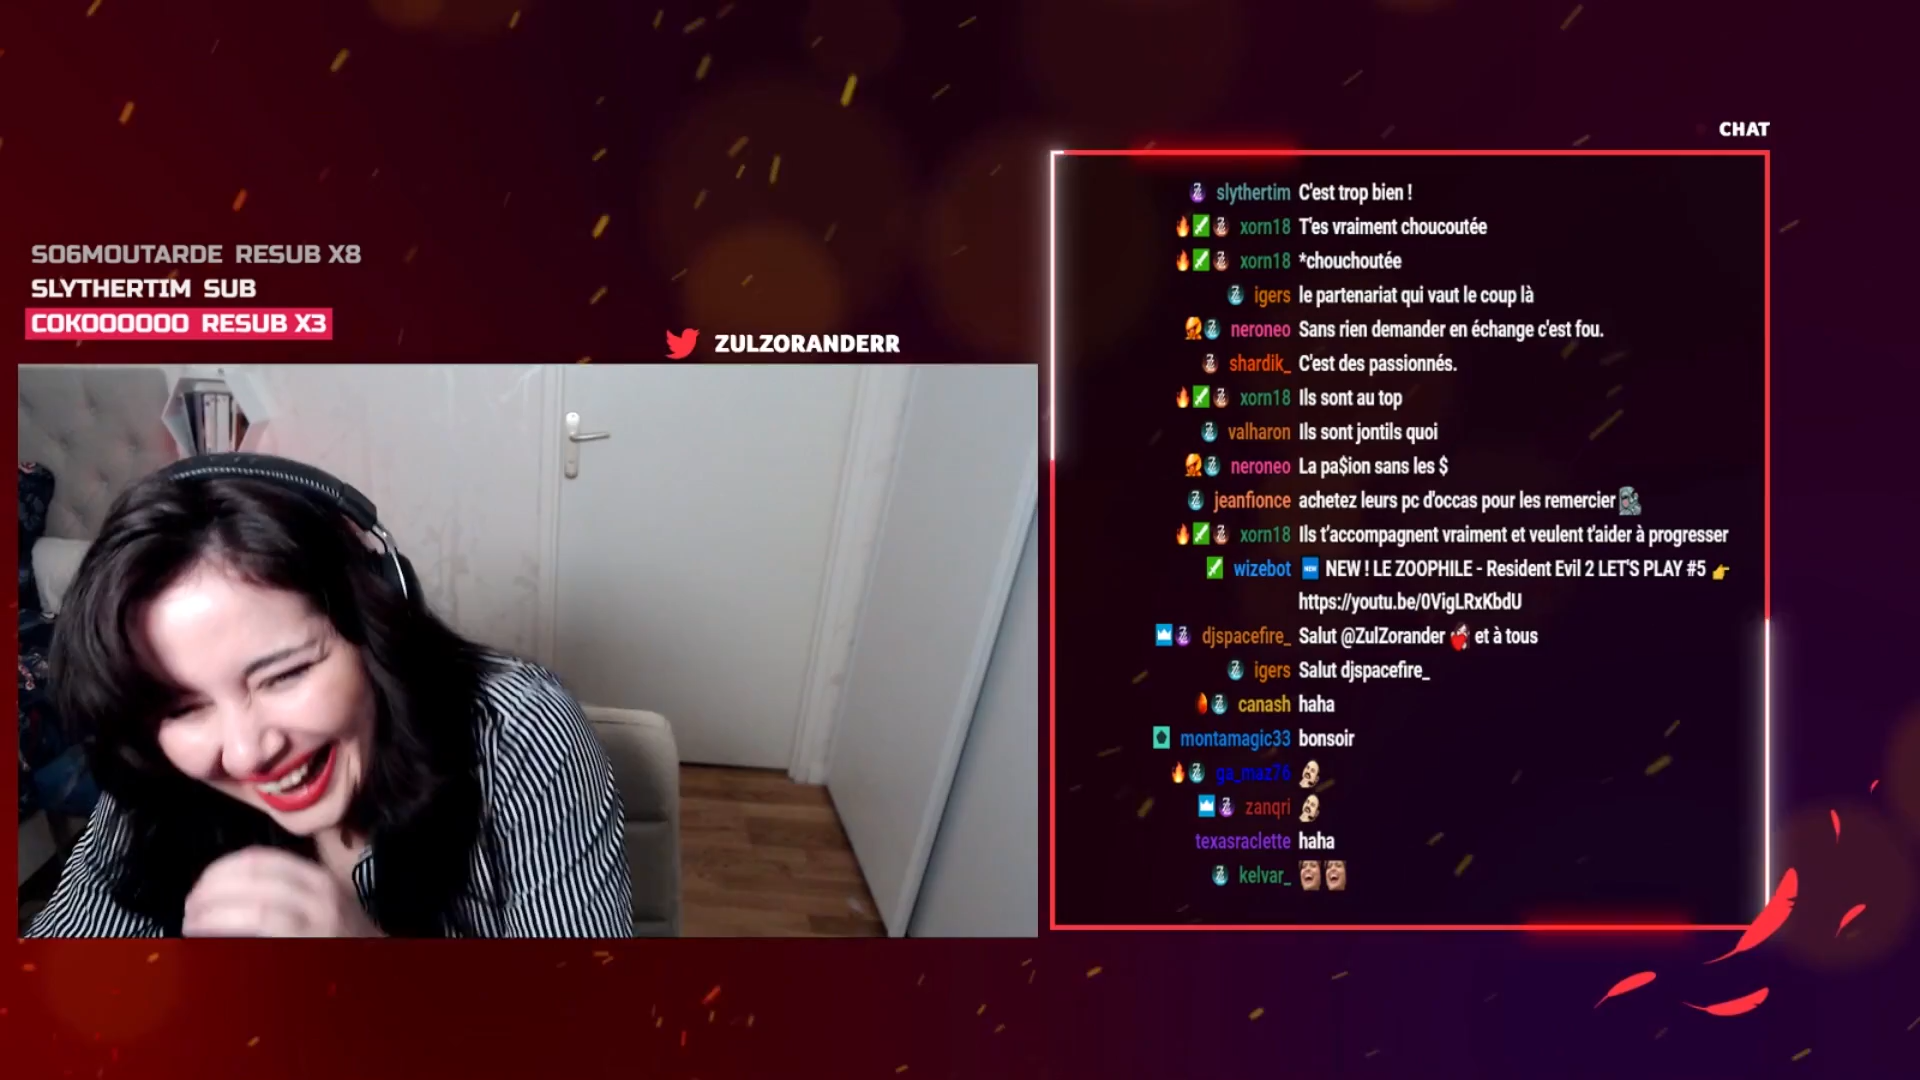 SO6MOUTARDE RESUB X8
SLYTHERTIM SUB
COKOOOOOO RESUB X3
ZULZORANDERR
CHAT
slythertim C'est trop bien !
xorn18 T'es vraiment choucoutée
xorn18 *chouchoutée
igers le partenariat qui vaut le coup là
neroneo Sans rien demander en échange c'est fou.
shardik_ C'est des passionnés.
xorn18 Ils sont au top
valharon Ils sont jontils quoi
neroneo La pa$ion sans les $
jeanfionce achetez leurs pc d'occas pour les remercier
xorn18 Ils t'accompagnent vraiment et veulent t'aider à progresser
wizebot NEW NEW ! LE ZOOPHILE - Resident Evil 2 LET'S PLAY #5
https://youtu.be/0VigLRxKbdU
djspacefire_ Salut @ZulZorander et à tous
igers Salut djspacefire_
canash haha
montamagic33 bonsoir
ga_maz76
zanqri
texasraclette haha
kelvar_